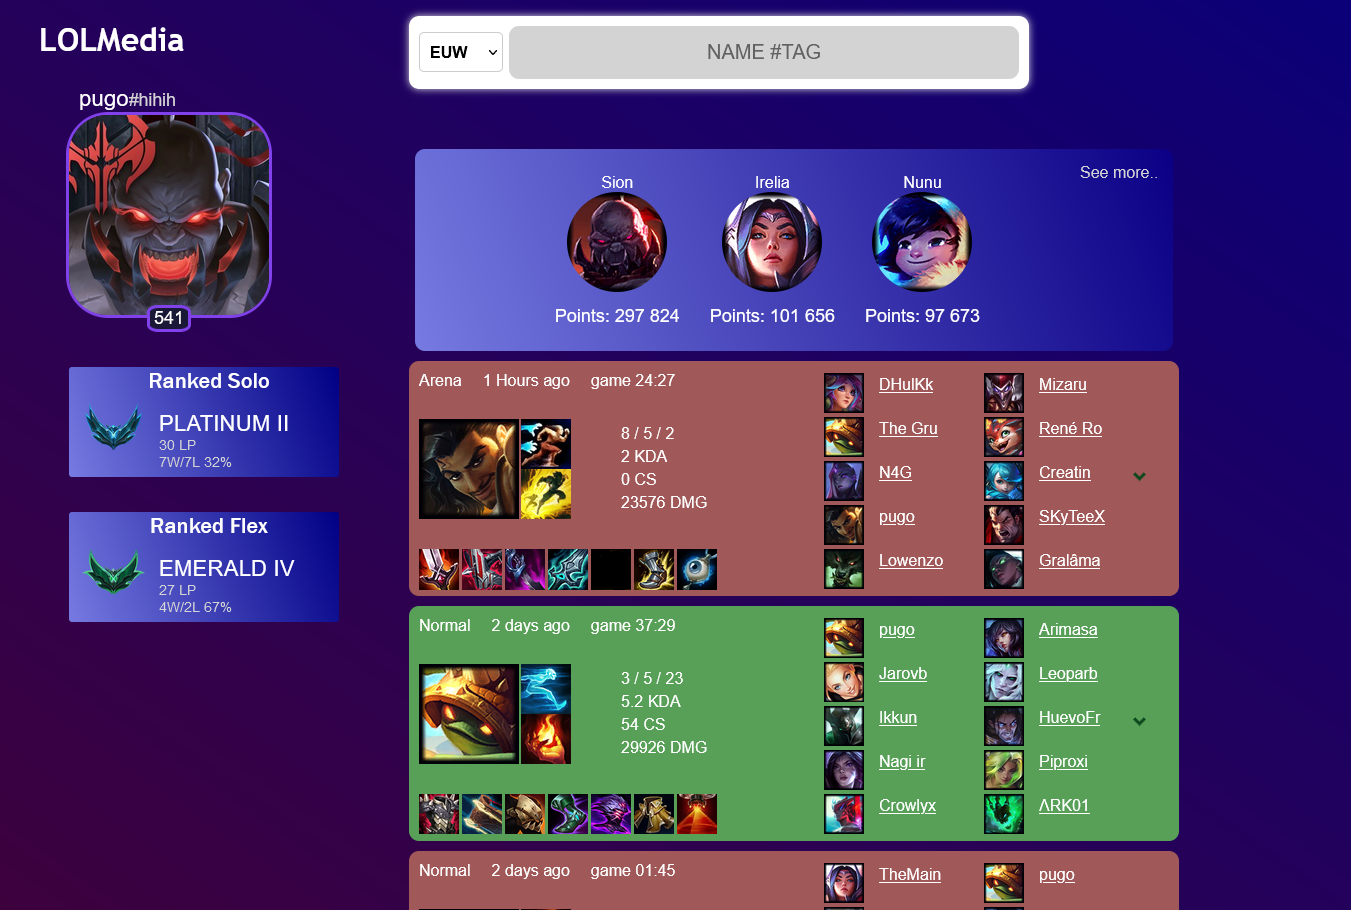 LOLMedia
EUW
NAME #TAG
pugo#hihih
541
Ranked Solo
PLATINUM II
30 LP
7W/7L 32%
Ranked Flex
EMERALD IV
27 LP
4W/2L 67%
See more..
Sion Irelia Nunu
Points: 297 824 Points: 101 656 Points: 97 673
Arena 1 Hours ago game 24:27
8 / 5 / 2
2 KDA
0 CS
23576 DMG
DHulKk Mizaru
The Gru René Ro
N4G Creatin
pugo SKyTeeX
Lowenzo Gralâma
Normal 2 days ago game 37:29
3 / 5 / 23
5.2 KDA
54 CS
29926 DMG
pugo Arimasa
Jarovb Leoparb
Ikkun HuevoFr
Nagi ir Piproxi
Crowlyx ΛRK01
Normal 2 days ago game 01:45
TheMain pugo